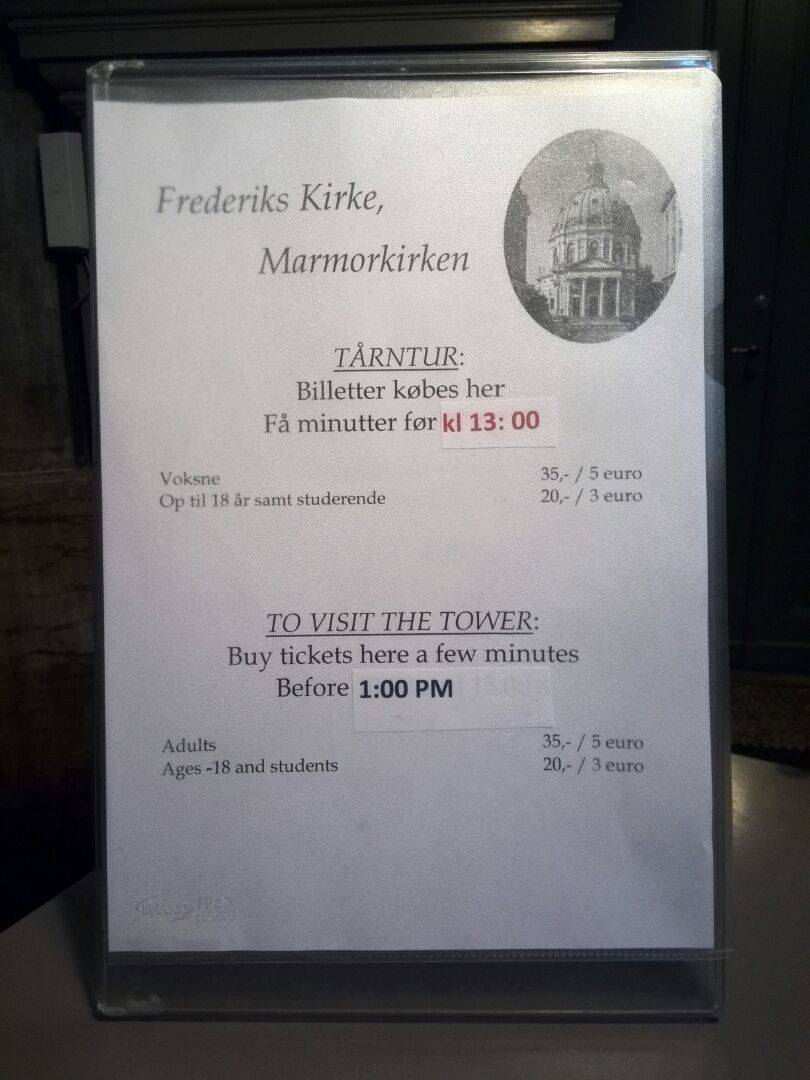 Frederiks Kirke,
Marmorkirken
TÅRNTUR:
Billetter købes her
Få minutter før kl 13: 00
Voksne 35,- / 5 euro
Op til 18 år samt studerende 20,- / 3 euro
TO VISIT THE TOWER:
Buy tickets here a few minutes
Before 1:00 PM
Adults 35,- / 5 euro
Ages -18 and students 20,- / 3 euro